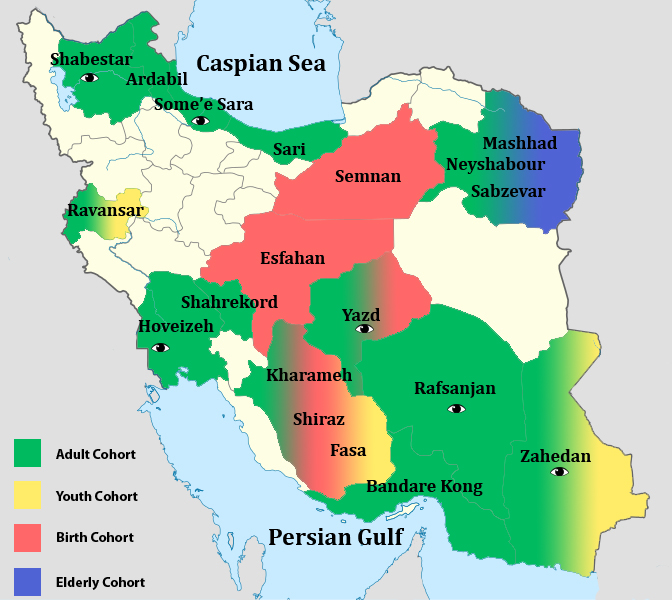 Caspian Sea
Shabestar
Ardabil
Some'e Sara
Sari
Mashhad
Neyshabour
Sabzevar
Semnan
Ravansar
Esfahan
Shahrekord
Hoveizeh
Yazd
Kharameh
Rafsanjan
Shiraz
Fasa
Zahedan
Bandare Kong
Persian Gulf
Adult Cohort
Youth Cohort
Birth Cohort
Elderly Cohort